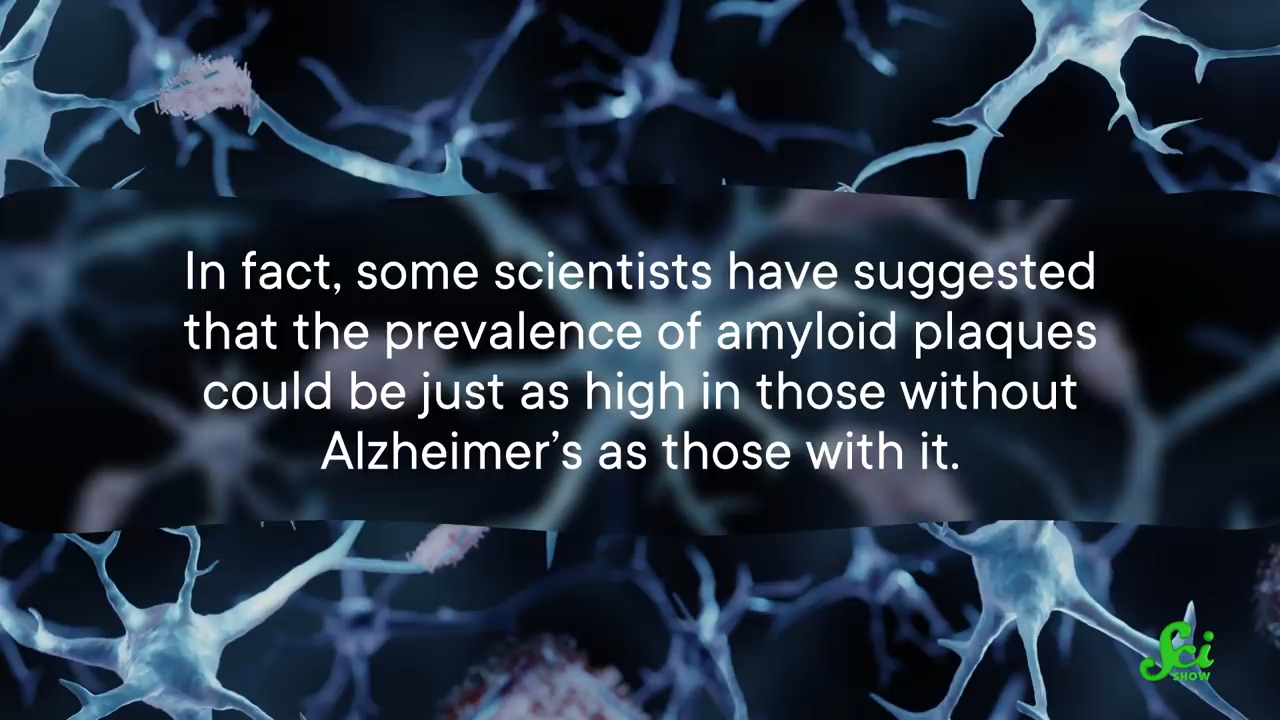 In fact, some scientists have suggested
that the prevalence of amyloid plaques
could be just as high in those without
Alzheimer’s as those with it.
Sci
SHOW